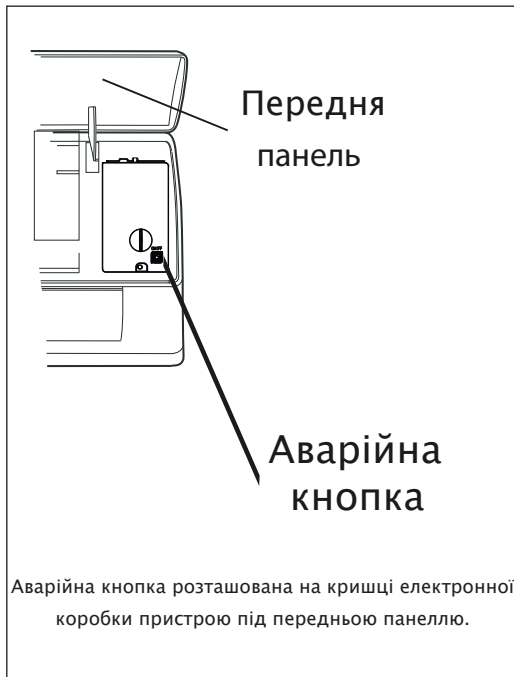 Передня
панель
Аварійна
кнопка
Аварійна кнопка розташована на кришці електронної
коробки пристрою під передньою панеллю.